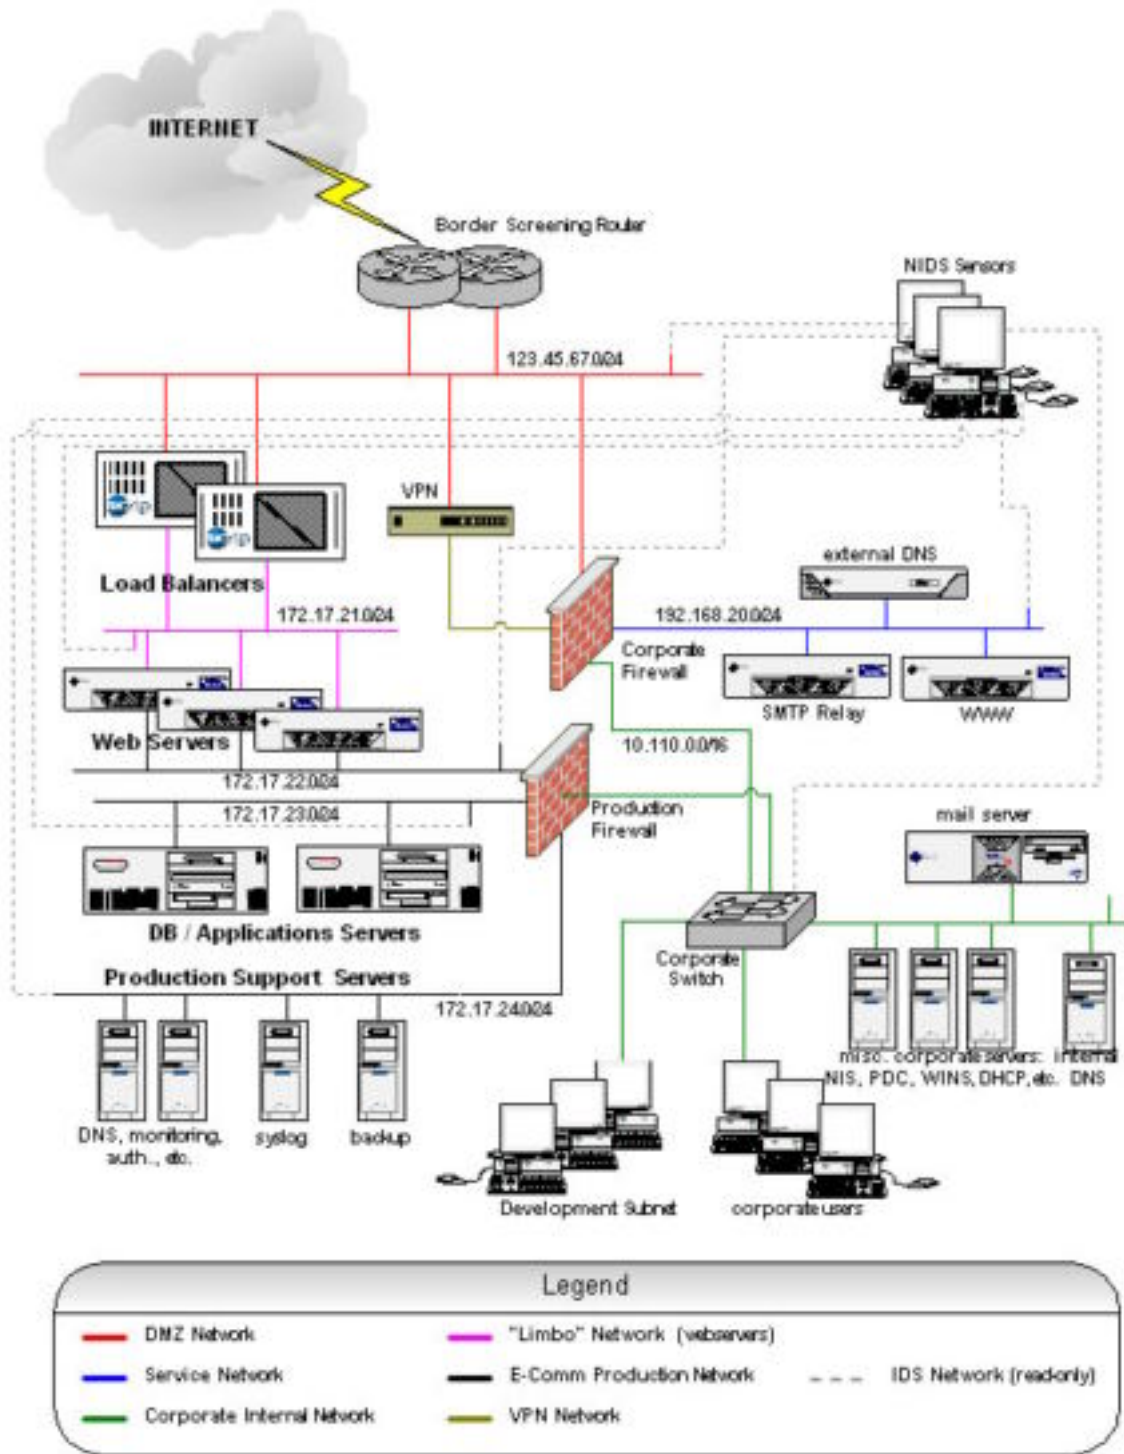 INTERNET
Border Screening Router
NIDS Sensors
123.45.67.0/24
VPN
external DNS
Load Balancers
172.17.21.0/24
192.168.20.0/24
Corporate
Firewall
SMTP Relay
WWW
Web Servers
10.110.0.0/16
172.17.22.0/24
172.17.23.0/24
Production
Firewall
mail server
DB / Applications Servers
Corporate
Switch
Production Support Servers
172.17.24.0/24
misc. corporate servers:
NIS, PDC, WINS, DHCP, etc.
internal
DNS
DNS, monitoring,
auth.., etc.
syslog
backup
Development Subnet
corporate users
Legend
DMZ Network
"Limbo" Network (webservers)
Service Network
E-Comm Production Network
IDS Network (read-only)
Corporate Internal Network
VPN Network